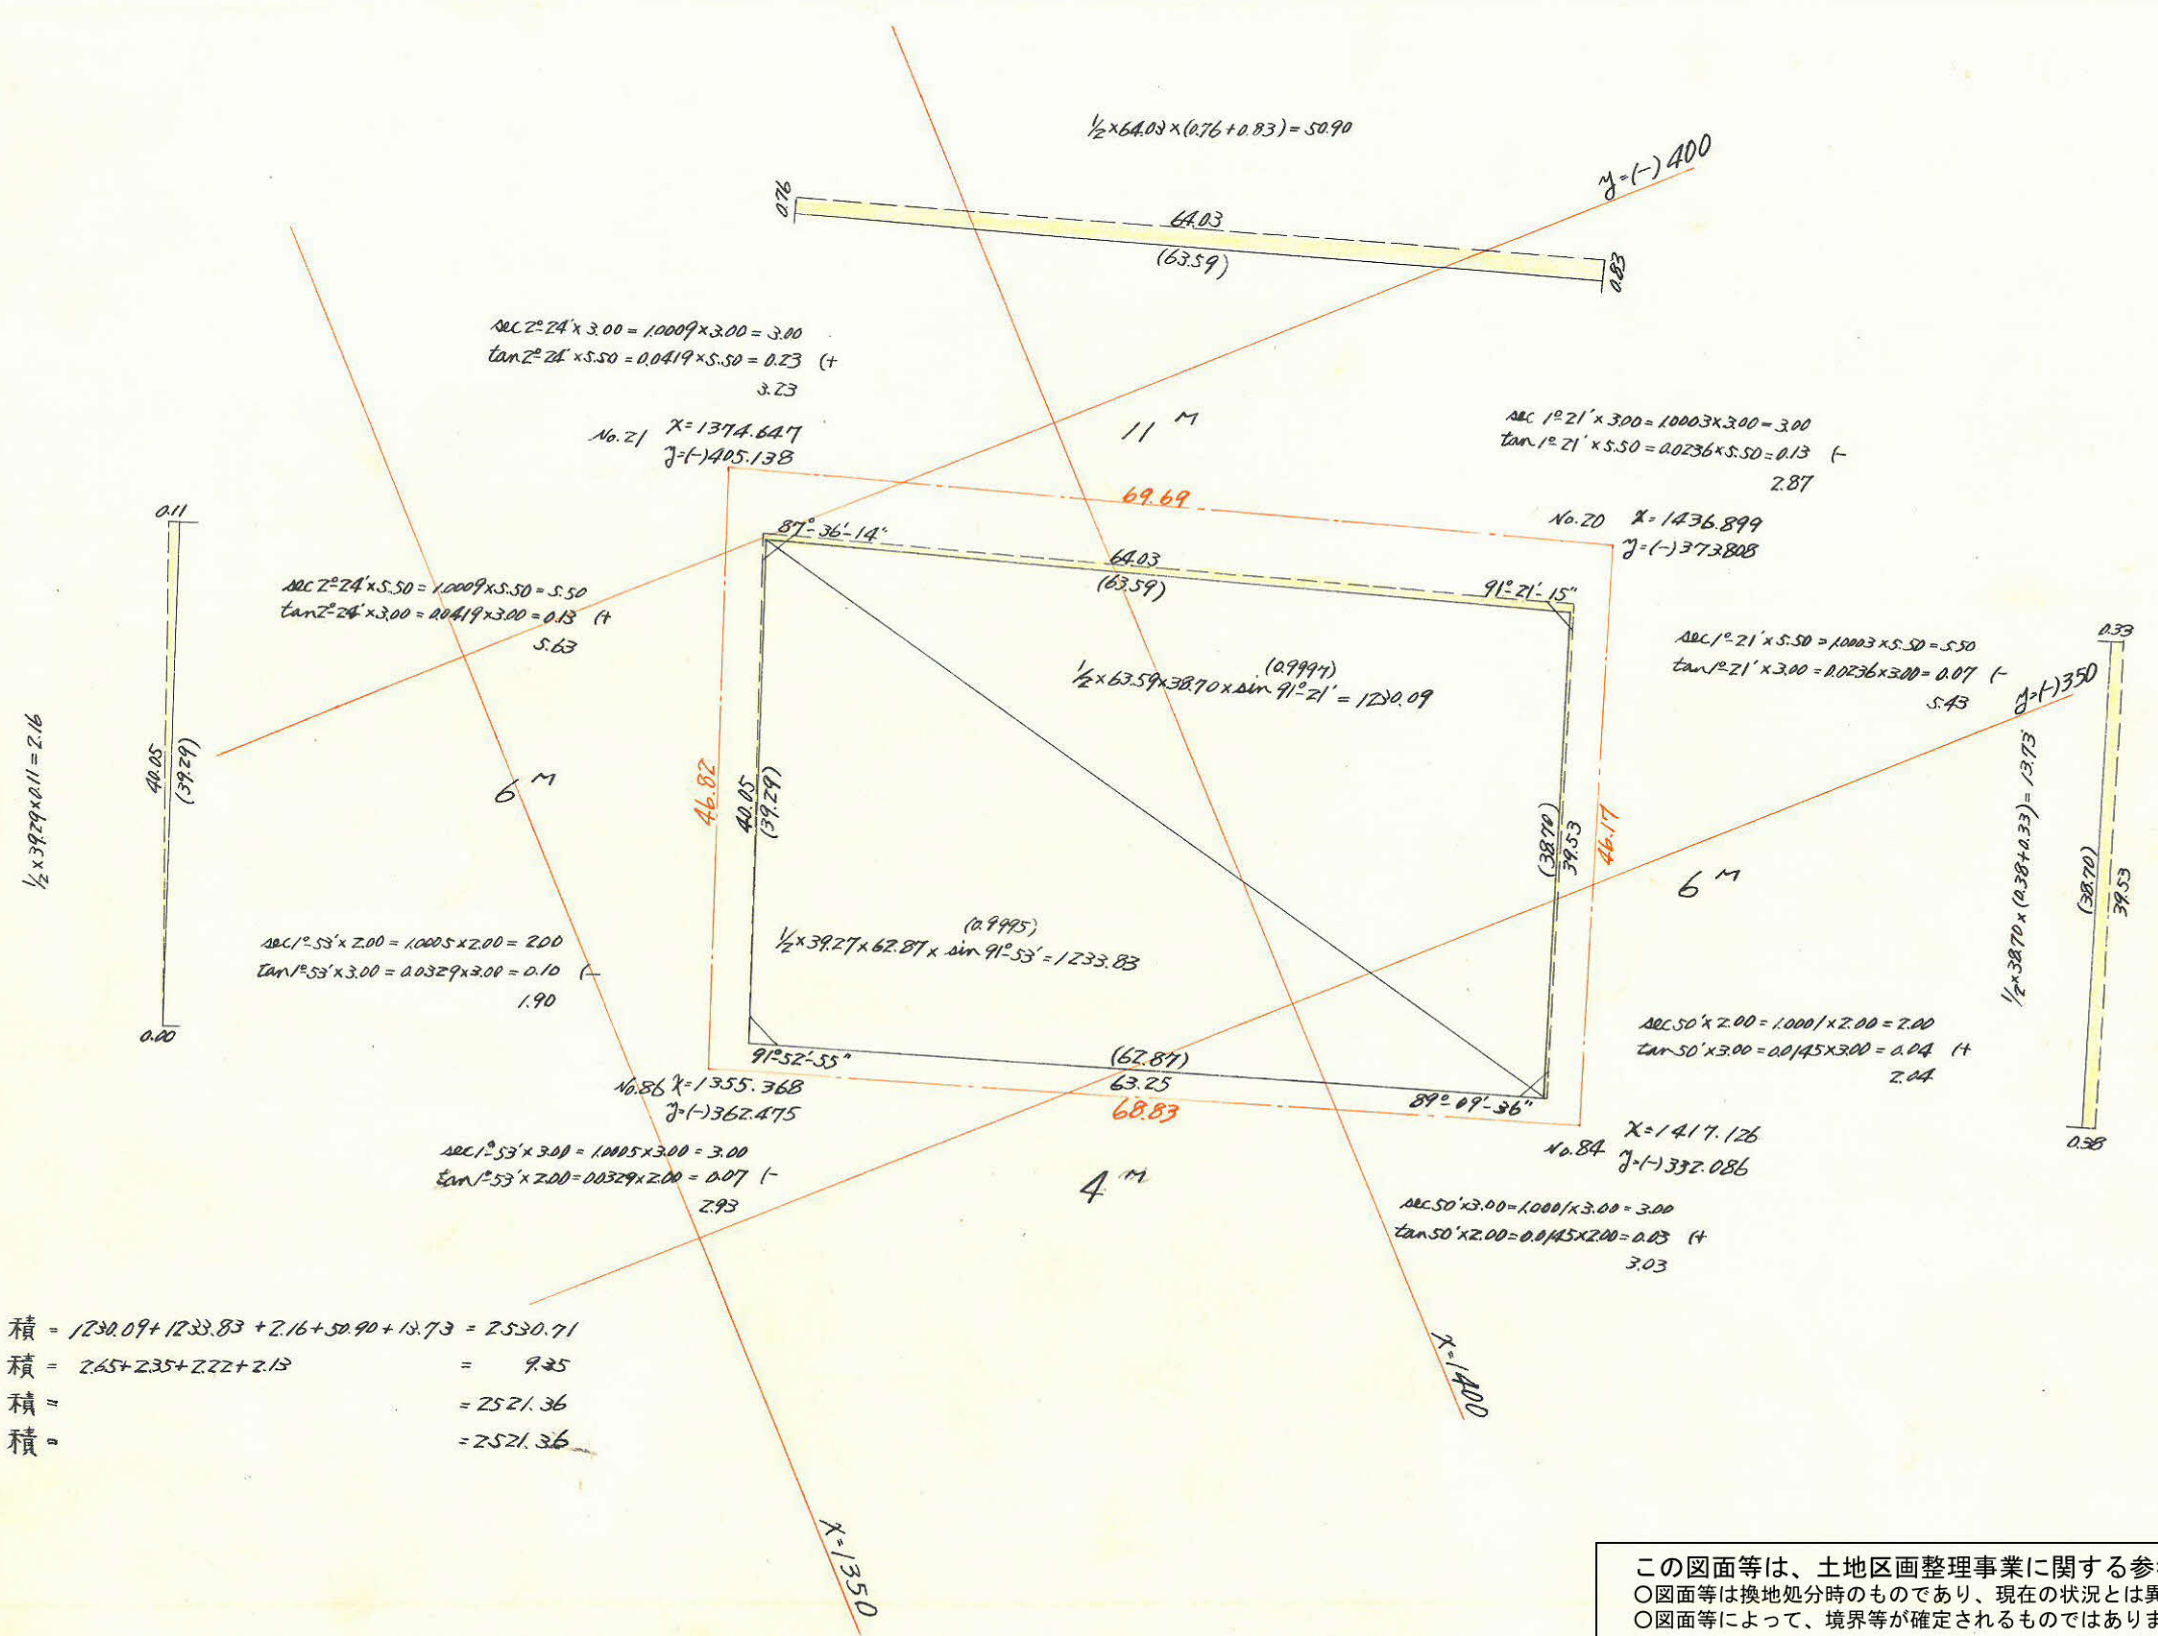 ½×64.03×(0.76+0.83)=50.90
y=(-)400
0.76
64.03
(63.59)
0.83
sec2°-24'×3.00=1.0009×3.00=3.00
tan2°-24'×5.50=0.0419×5.50=0.23 (+
3.23
No.21 X=1374.647
y=(-)405.138
11 M
sec1°-21'×3.00=1.0003×3.00=3.00
tan1°-21'×5.50=0.0236×5.50=0.13 (-
2.87
No.20 X=1436.899
y=(-)373.808
69.69
87°-36'-14"
64.03
(63.59)
91°-21'-15"
0.11
40.05
(39.29)
0.00
½×39.29×0.11=2.16
sec2°-24'×5.50=1.0009×5.50=5.50
tan2°-24'×3.00=0.0419×3.00=0.13 (+
5.63
(0.9997)
½×63.59×38.70×sin 91°-21'=1230.09
sec1°-21'×5.50=1.0003×5.50=5.50
tan1°-21'×3.00=0.0236×3.00=0.07 (-
5.43
y=(-)350
0.33
(38.70)
39.53
0.38
½×38.70×(0.38+0.33)=13.73
6 M
46.82
40.05
(39.29)
(38.70)
39.53
46.17
6 M
(0.9995)
½×39.27×62.87×sin 91°-53'=1233.83
sec1°-53'×2.00=1.0005×2.00=2.00
tan1°-53'×3.00=0.0329×3.00=0.10 (-
1.90
sec50'×2.00=1.0001×2.00=2.00
tan50'×3.00=0.0145×3.00=0.04 (+
2.04
91°-52'-55"
(62.87)
63.25
68.83
89°-09'-36"
No.86 X=1355.368
y=(-)362.475
No.84 X=1417.126
y=(-)332.086
sec1°-53'×3.00=1.0005×3.00=3.00
tan1°-53'×2.00=0.0329×2.00=0.07 (-
2.93
4 M
sec50'×3.00=1.0001×3.00=3.00
tan50'×2.00=0.0145×2.00=0.03 (+
3.03
積 = 1230.09+1233.83+2.16+50.90+13.73 = 2530.71
積 = 2.65+2.35+2.22+2.13 = 9.35
積 = =2521.36
積 = =2521.36
X=1400
X=1350
この図面等は、土地区画整理事業に関する参
○図面等は換地処分時のものであり、現在の状況とは異
○図面等によって、境界等が確定されるものではありま